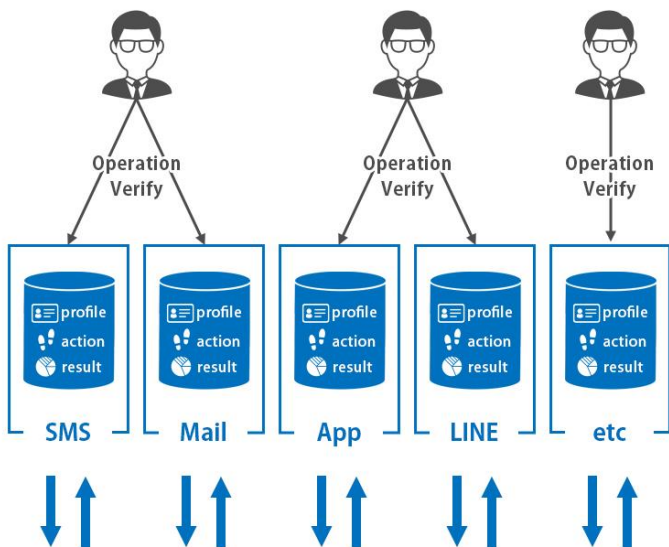 Operation
Verify
Operation
Verify
Operation
Verify
profile
action
result
SMS
profile
action
result
Mail
profile
action
result
App
profile
action
result
LINE
profile
action
result
etc